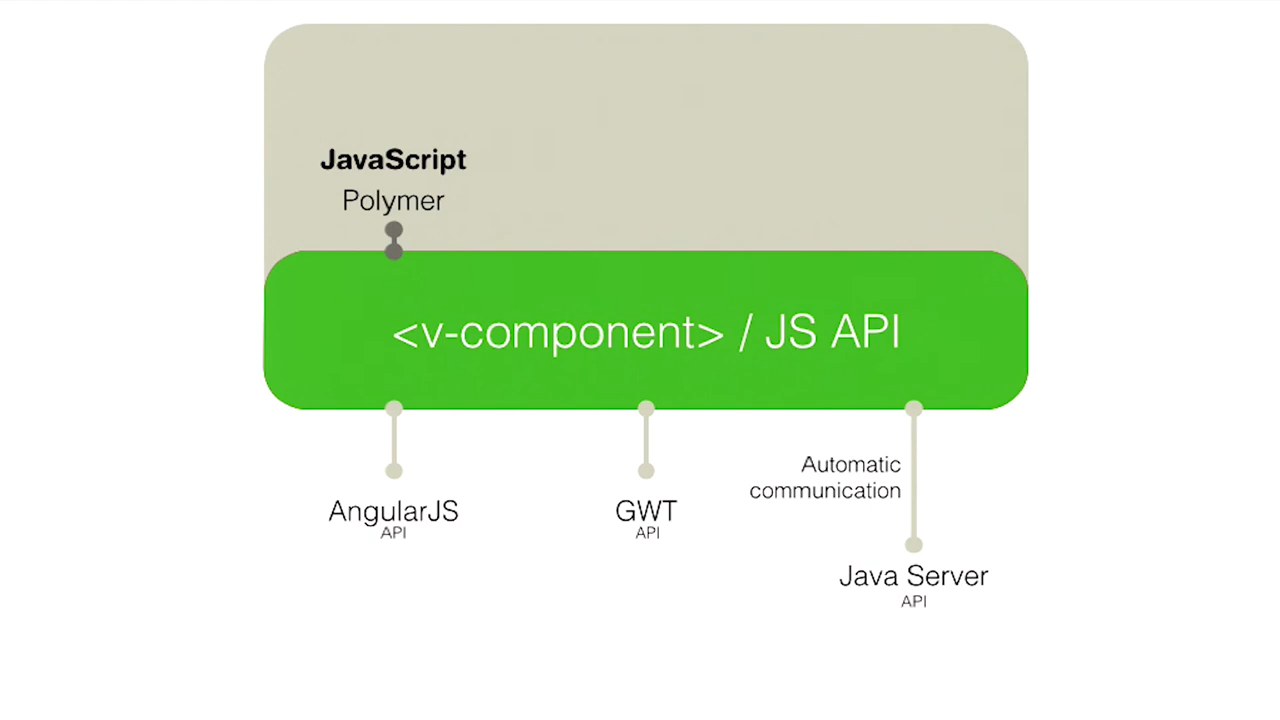 JavaScript
Polymer
<v-component> / JS API
AngularJS
API
GWT
API
Automatic
communication
Java Server
API